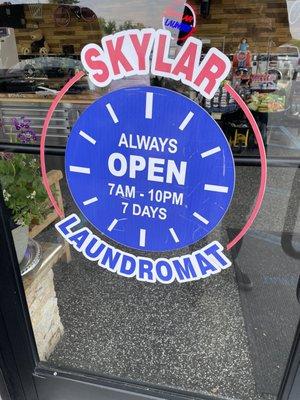 SKYLAR
ALWAYS
OPEN
7AM - 10PM
7 DAYS
LAUNDROMAT